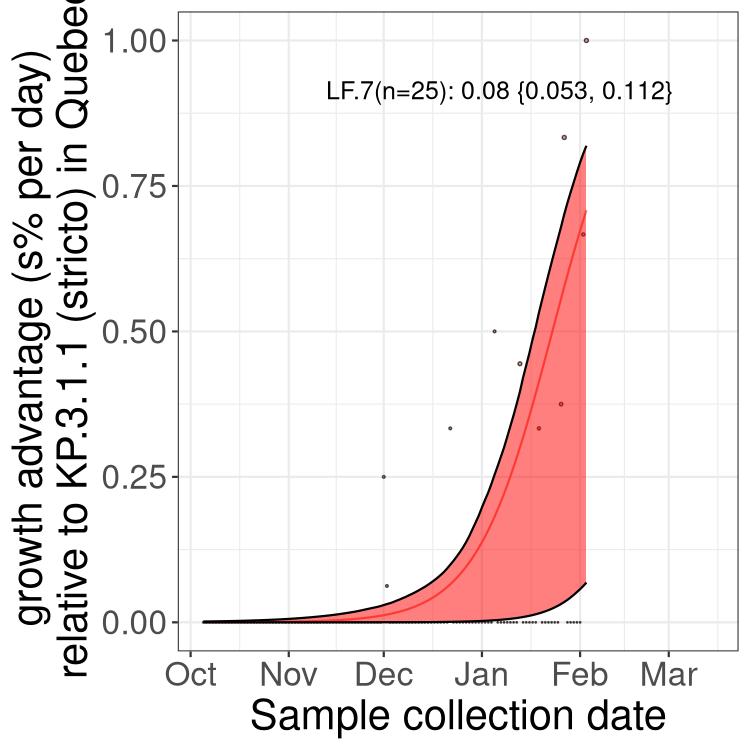 growth advantage (s% per day)
relative to KP.3.1.1 (stricto) in Quebec
1.00
0.75
0.50
0.25
0.00
LF.7(n=25): 0.08 {0.053, 0.112}
Oct Nov Dec Jan Feb Mar
Sample collection date